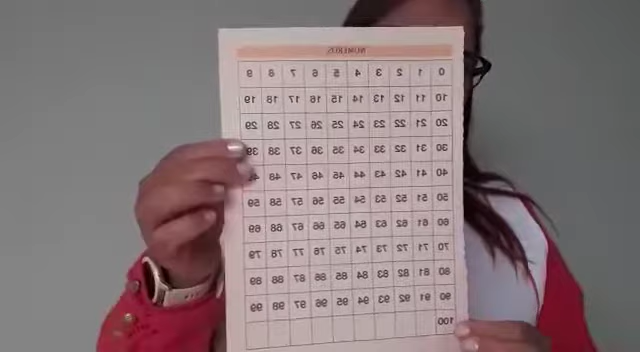 NUMEROS
0 1 2 3 4 5 6 7 8 9
10 11 12 13 14 15 16 17 18 19
20 21 22 23 24 25 26 27 28 29
30 31 32 33 34 35 36 37 38 39
40 41 42 43 44 45 46 47 48
50 51 52 53 54 55 56 57 58 59
60 61 62 63 64 65 66 67 68 69
70 71 72 73 74 75 76 77 78 79
80 81 82 83 84 85 86 87 88 89
90 91 92 93 94 95 96 97 98 99
100